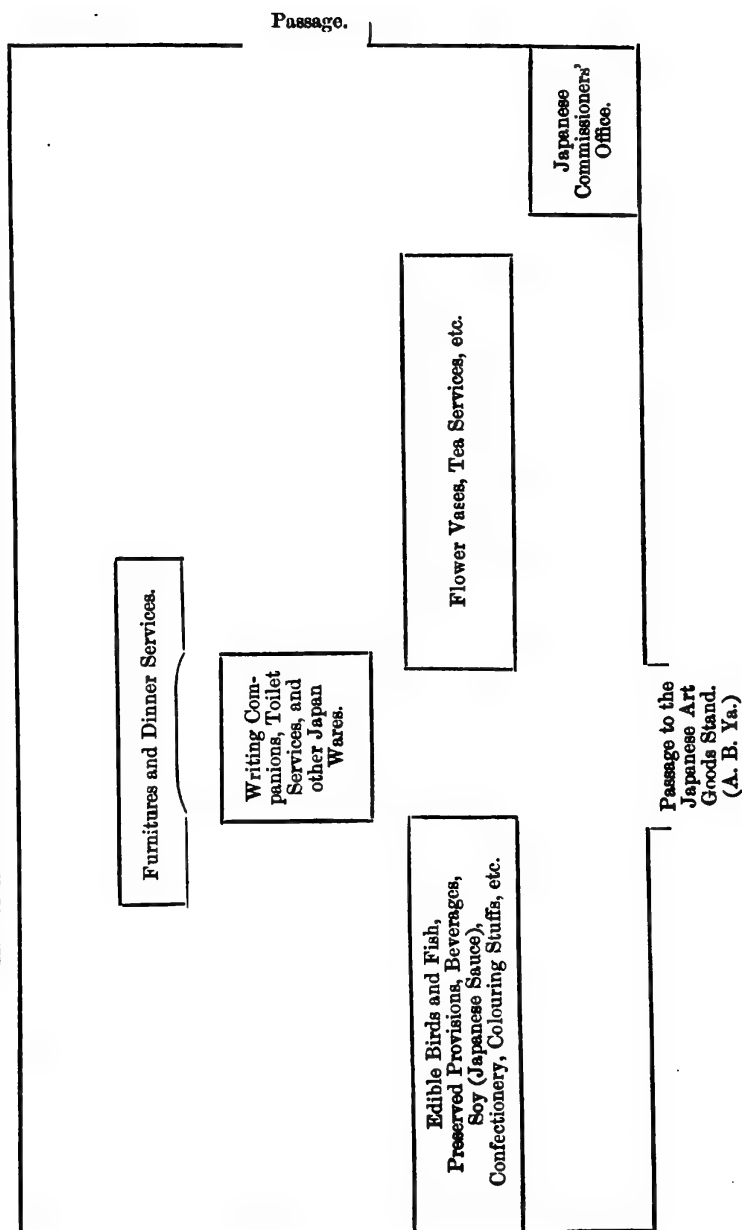 Passage.
Japanese
Commissioners'
Office.
Furnitures and Dinner Services.
Writing Com-
panions, Toilet
Services, and
other Japan
Wares.
Flower Vases, Tea Services, etc.
Edible Birds and Fish,
Preserved Provisions, Beverages,
Soy (Japanese Sauce),
Confectionery, Colouring Stuffs, etc.
Passage to the
Japanese Art
Goods Stand.
(A. B. Ya.)